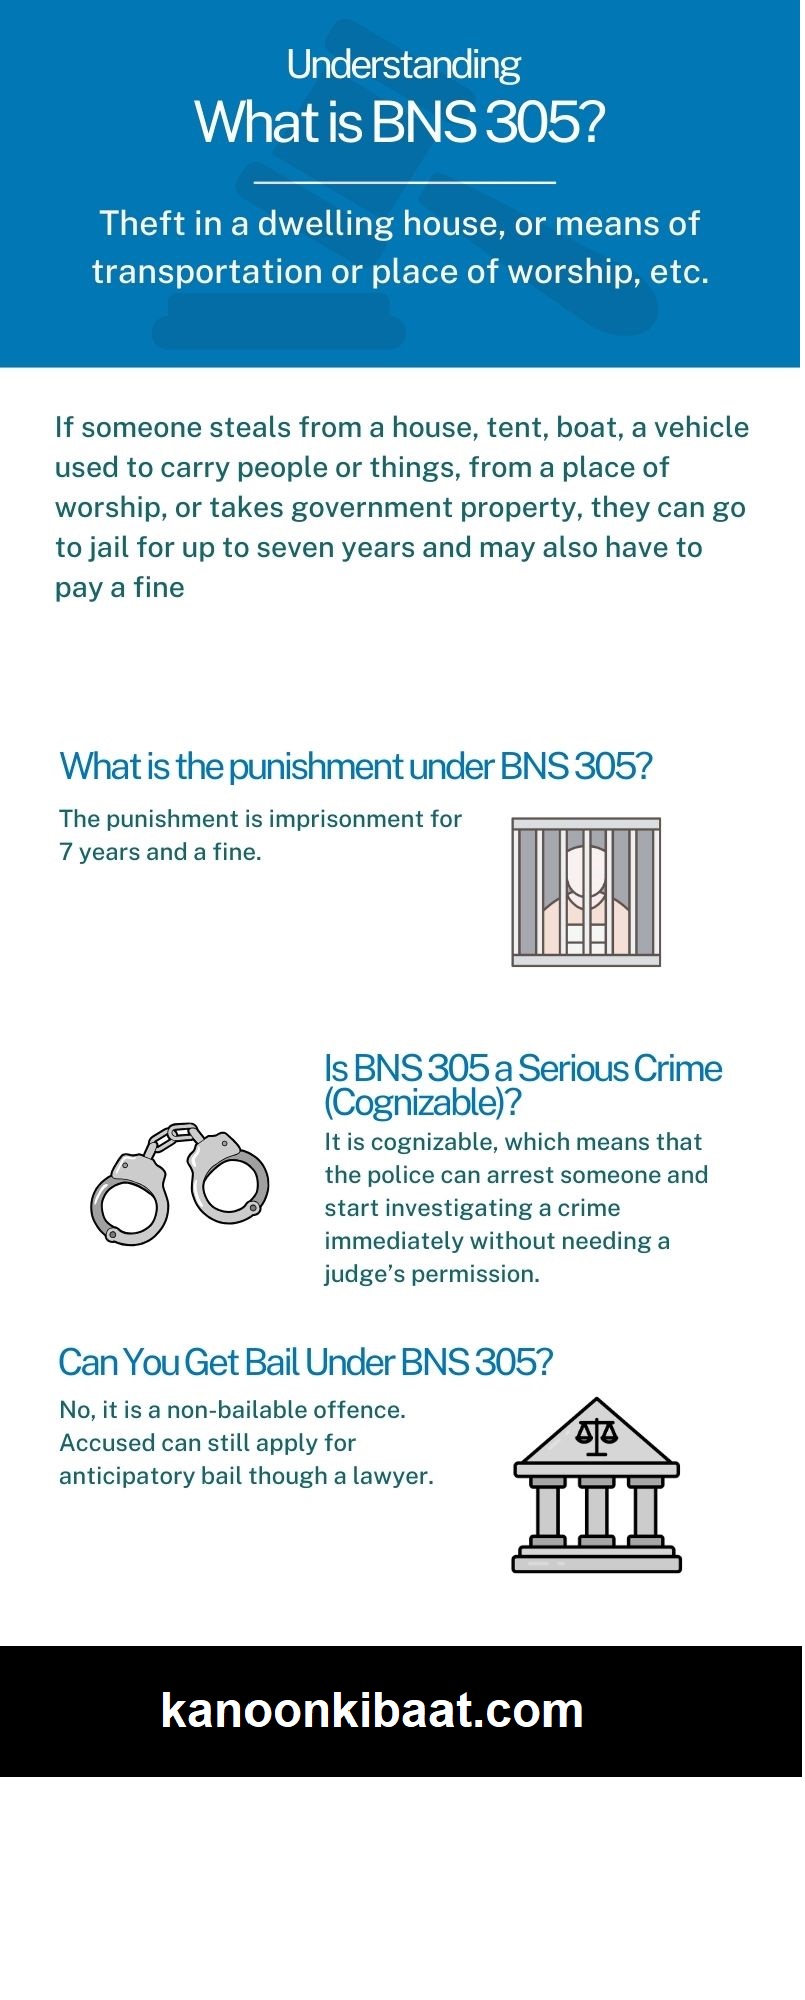 Understanding
What is BNS 305?
Theft in a dwelling house, or means of
transportation or place of worship, etc.
If someone steals from a house, tent, boat, a vehicle
used to carry people or things, from a place of
worship, or takes government property, they can go
to jail for up to seven years and may also have to
pay a fine
What is the punishment under BNS 305?
The punishment is imprisonment for
7 years and a fine.
Is BNS 305 a Serious Crime
(Cognizable)?
It is cognizable, which means that
the police can arrest someone and
start investigating a crime
immediately without needing a
judge’s permission.
Can You Get Bail Under BNS 305?
No, it is a non-bailable offence.
Accused can still apply for
anticipatory bail though a lawyer.
kanoonkibaat.com